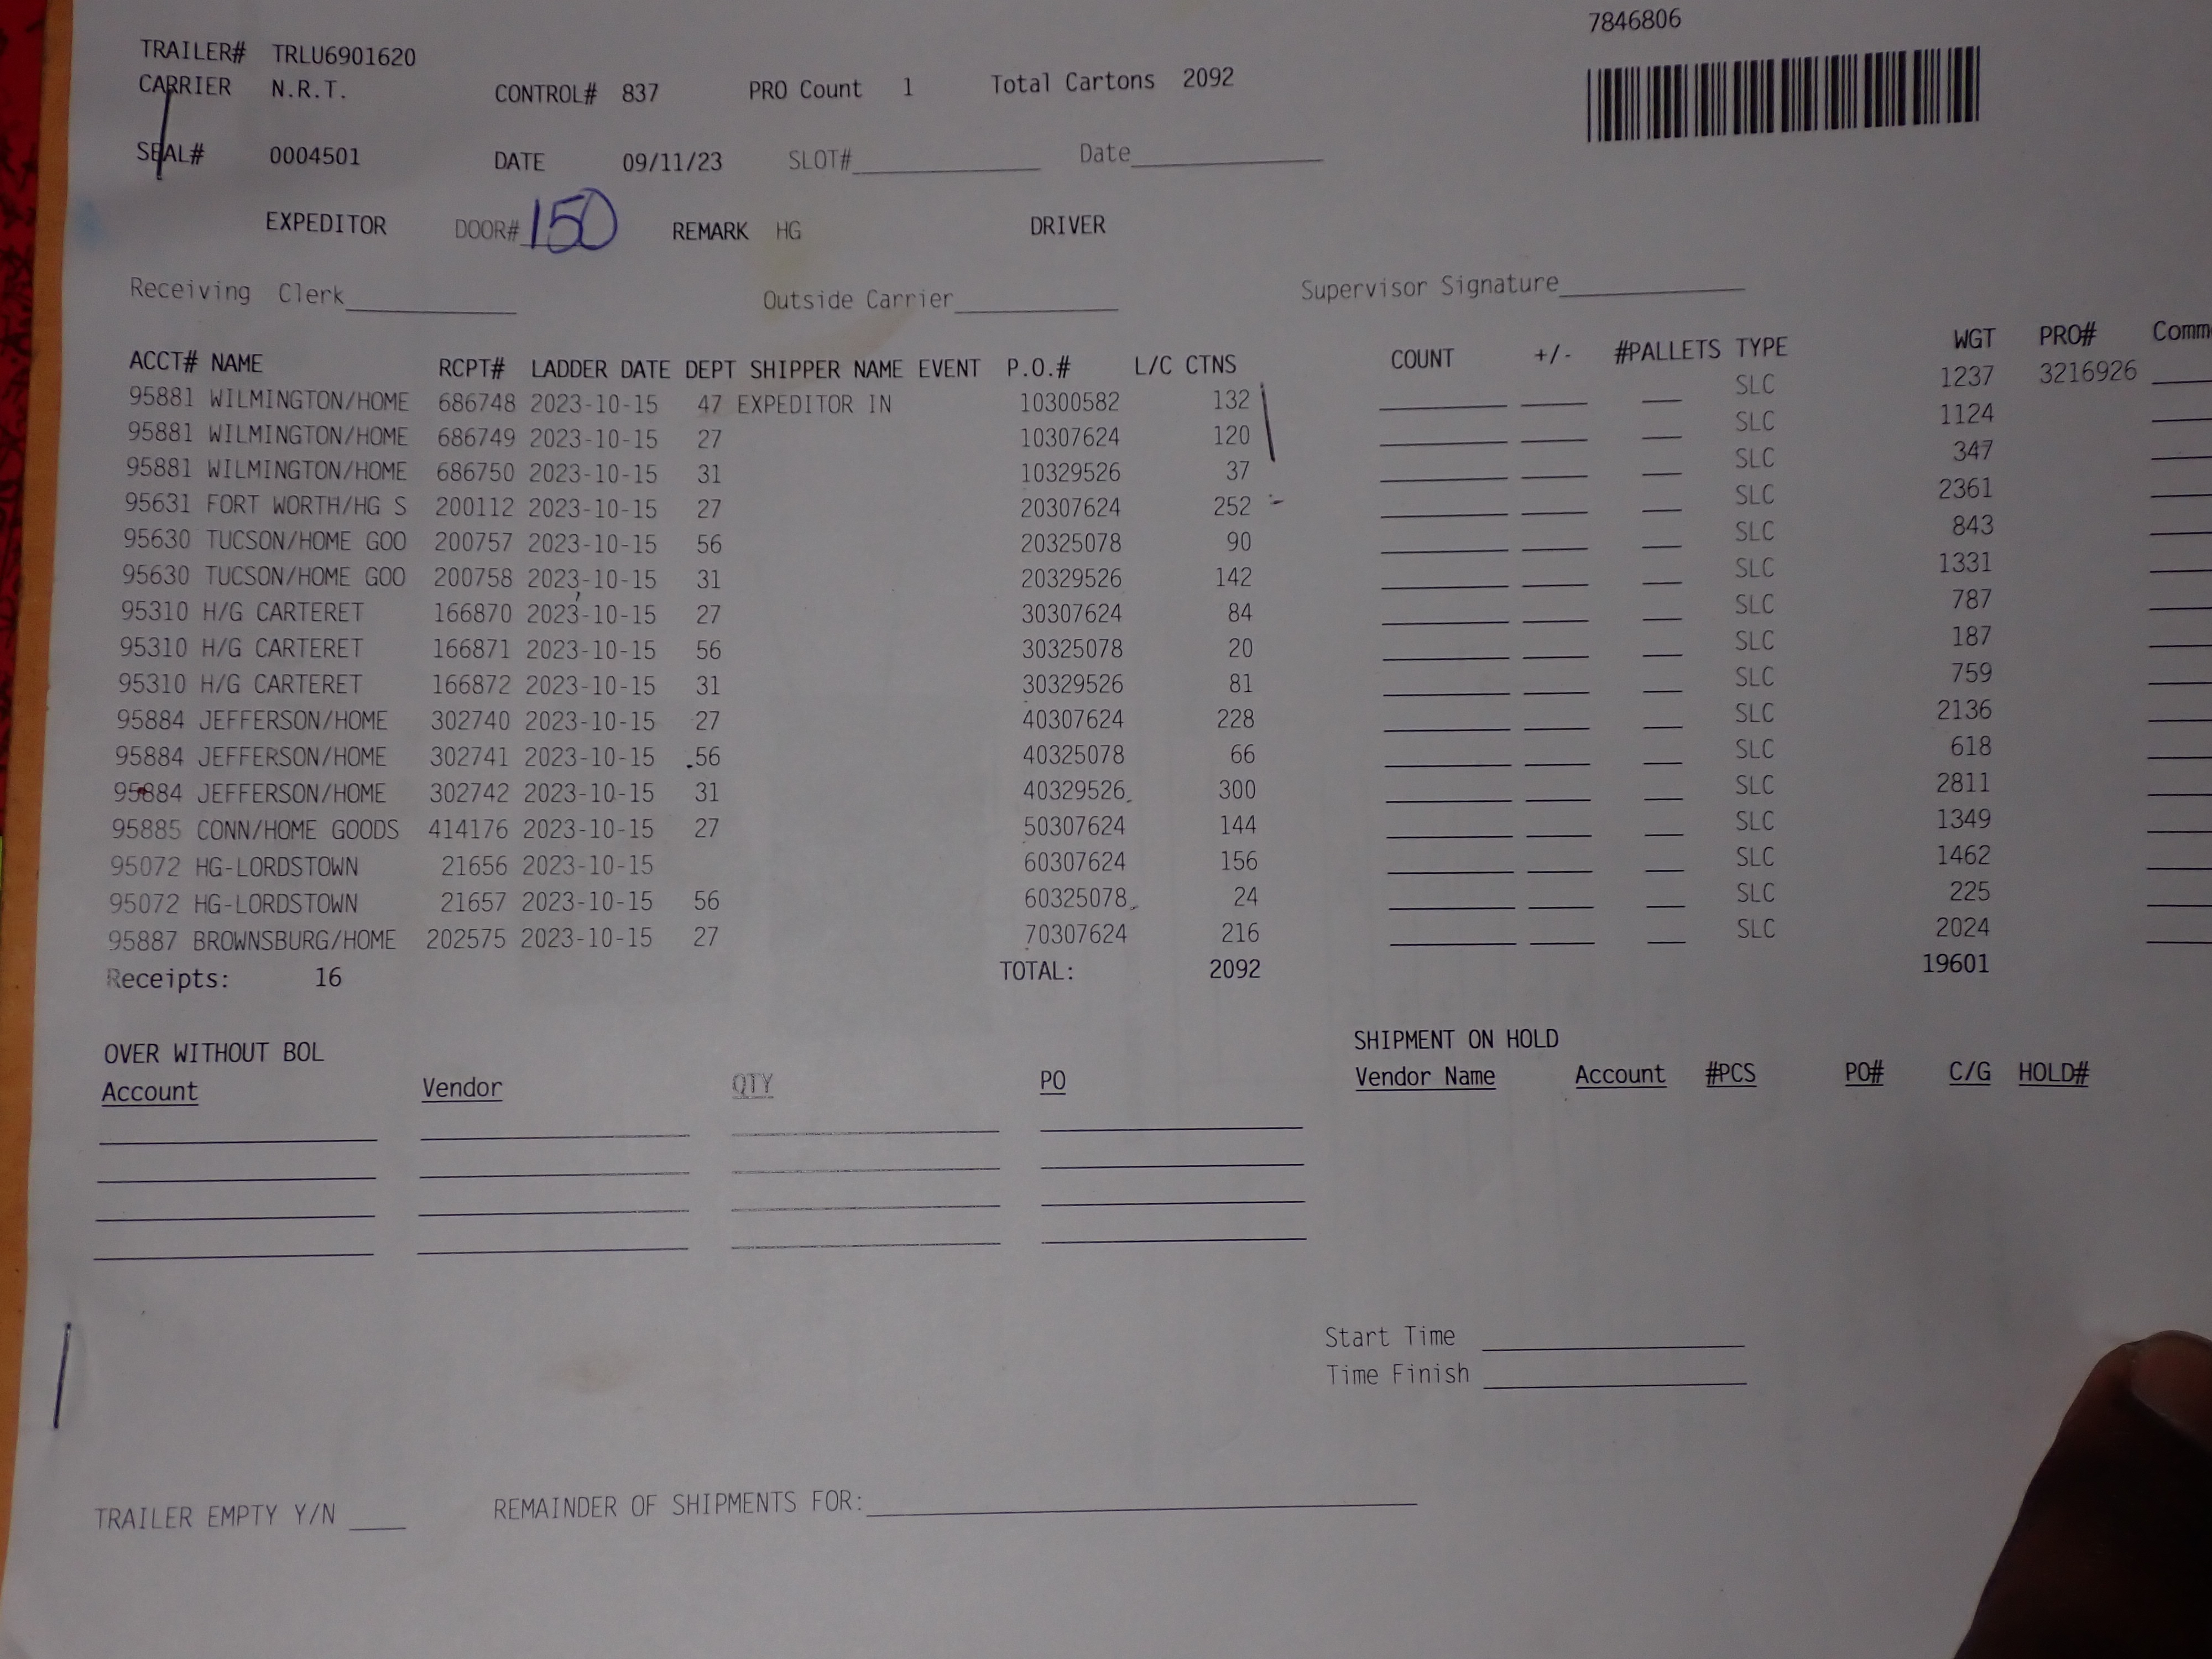 7846806
TRAILER# TRLU6901620
CARRIER N.R.T. CONTROL# 837 PRO Count 1 Total Cartons 2092
SEAL# 0004501 DATE 09/11/23 SLOT# Date
EXPEDITOR DOOR# 150 REMARK HG DRIVER
Receiving Clerk Outside Carrier Supervisor Signature
ACCT# NAME RCPT# LADDER DATE DEPT SHIPPER NAME EVENT P.O.# L/C CTNS COUNT +/- #PALLETS TYPE WGT PRO# Comm
95881 WILMINGTON/HOME 686748 2023-10-15 47 EXPEDITOR IN 10300582 132 SLC 1237 3216926
95881 WILMINGTON/HOME 686749 2023-10-15 27 10307624 120 SLC 1124
95881 WILMINGTON/HOME 686750 2023-10-15 31 10329526 37 SLC 347
95631 FORT WORTH/HG S 200112 2023-10-15 27 20307624 252 SLC 2361
95630 TUCSON/HOME GOO 200757 2023-10-15 56 20325078 90 SLC 843
95630 TUCSON/HOME GOO 200758 2023-10-15 31 20329526 142 SLC 1331
95310 H/G CARTERET 166870 2023-10-15 27 30307624 84 SLC 787
95310 H/G CARTERET 166871 2023-10-15 56 30325078 20 SLC 187
95310 H/G CARTERET 166872 2023-10-15 31 30329526 81 SLC 759
95884 JEFFERSON/HOME 302740 2023-10-15 27 40307624 228 SLC 2136
95884 JEFFERSON/HOME 302741 2023-10-15 56 40325078 66 SLC 618
95884 JEFFERSON/HOME 302742 2023-10-15 31 40329526 300 SLC 2811
95885 CONN/HOME GOODS 414176 2023-10-15 27 50307624 144 SLC 1349
95072 HG-LORDSTOWN 21656 2023-10-15 60307624 156 SLC 1462
95072 HG-LORDSTOWN 21657 2023-10-15 56 60325078 24 SLC 225
95887 BROWNSBURG/HOME 202575 2023-10-15 27 70307624 216 SLC 2024
Receipts: 16 TOTAL: 2092 19601
OVER WITHOUT BOL SHIPMENT ON HOLD
Account Vendor QTY PO Vendor Name Account #PCS PO# C/G HOLD#
Start Time
Time Finish
TRAILER EMPTY Y/N REMAINDER OF SHIPMENTS FOR: